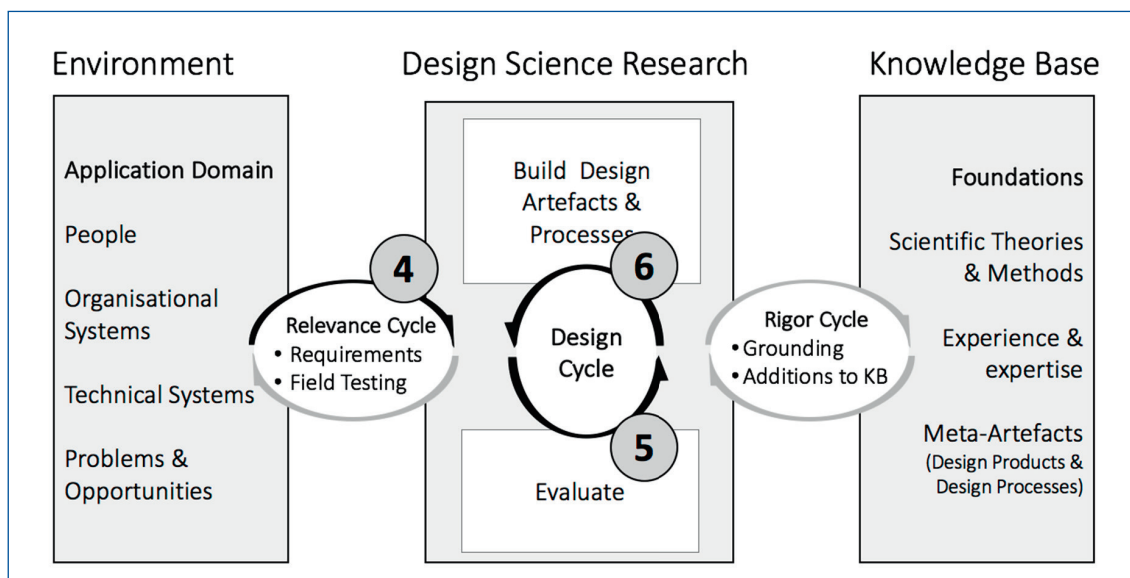 Environment
Design Science Research
Knowledge Base
Application Domain
People
Organisational
Systems
Technical Systems
Problems &
Opportunities
4
Relevance Cycle
• Requirements
• Field Testing
Build Design
Artefacts &
Processes
6
Design
Cycle
5
Evaluate
Rigor Cycle
• Grounding
• Additions to KB
Foundations
Scientific Theories
& Methods
Experience &
expertise
Meta-Artefacts
(Design Products &
Design Processes)